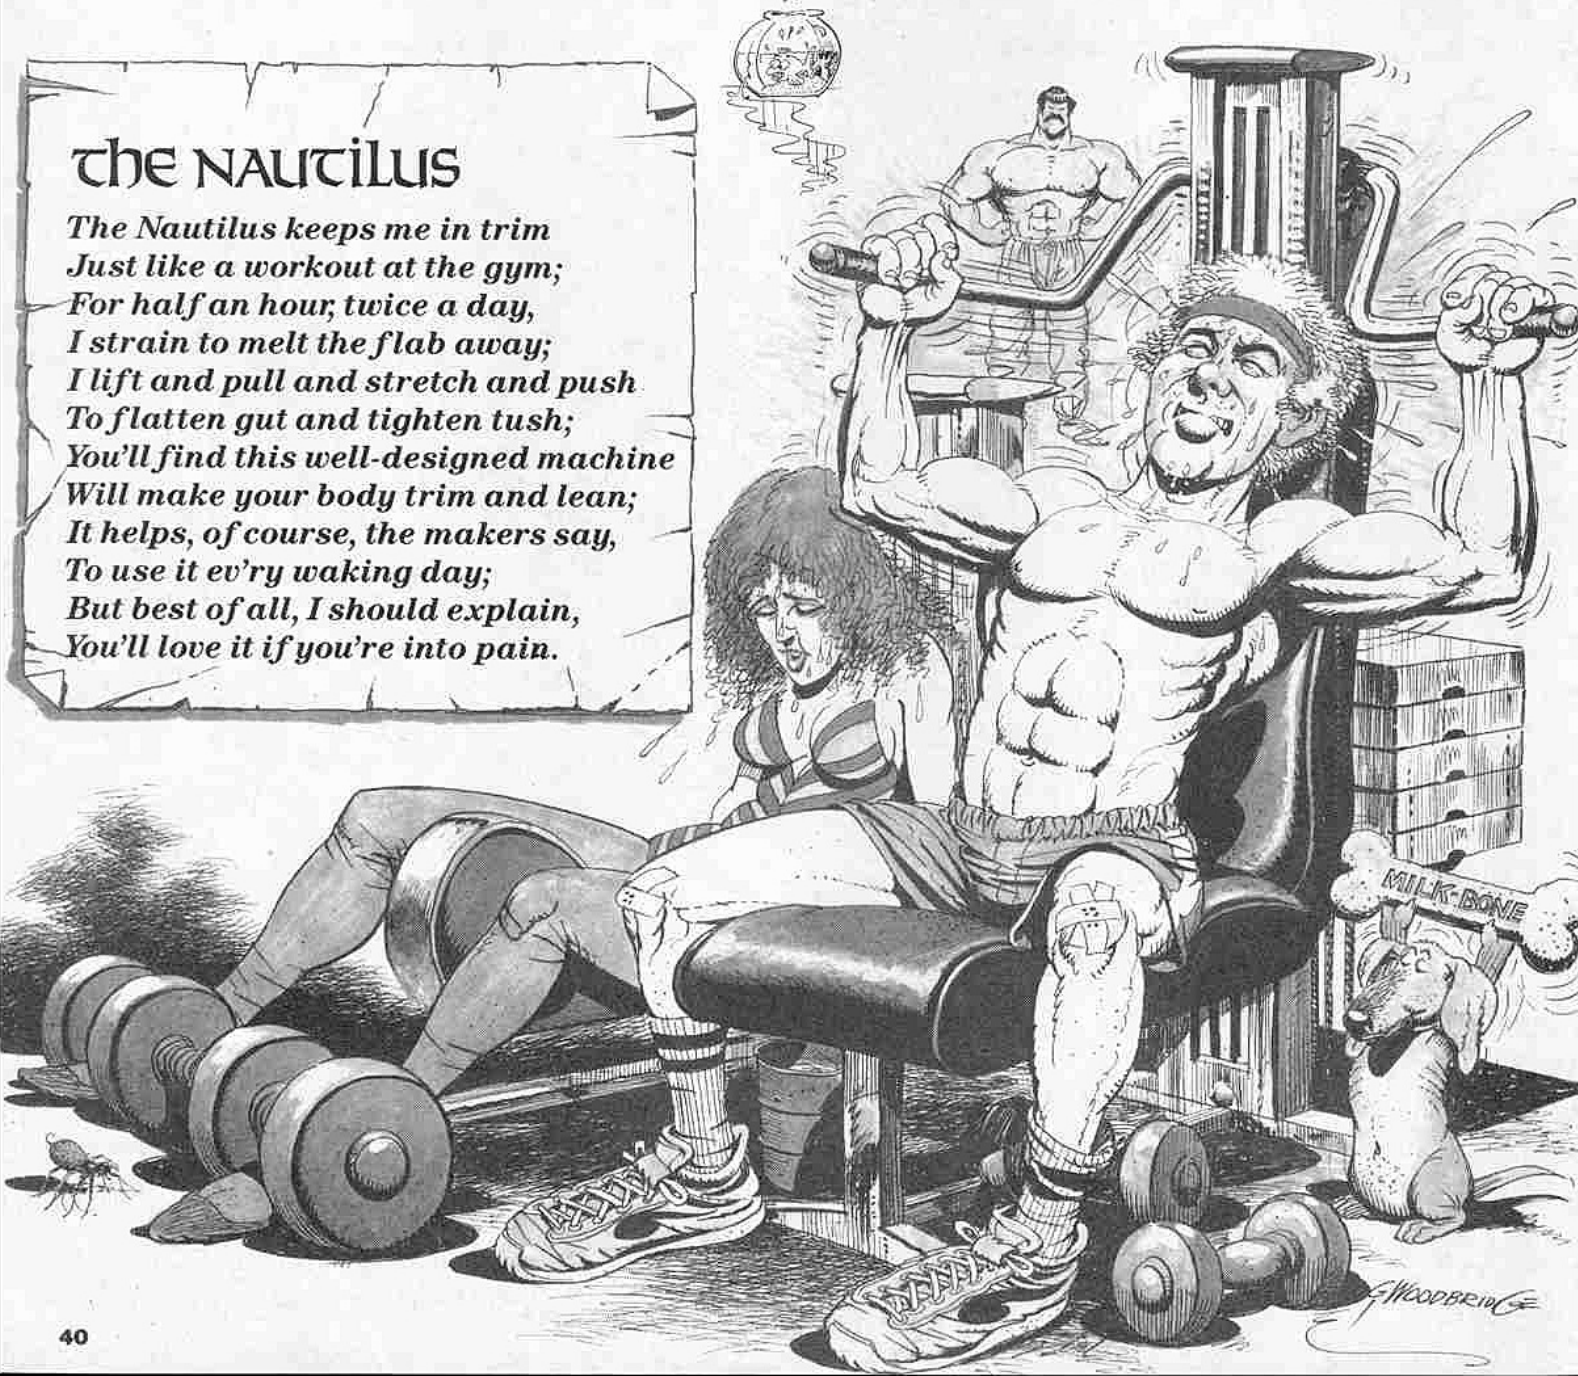 the NAUTILUS
The Nautilus keeps me in trim
Just like a workout at the gym;
For half an hour, twice a day,
I strain to melt the flab away;
I lift and pull and stretch and push
To flatten gut and tighten tush;
You'll find this well-designed machine
Will make your body trim and lean;
It helps, of course, the makers say,
To use it ev'ry waking day;
But best of all, I should explain,
You'll love it if you're into pain.
MILK-BONE
G WOODBRIDGE
40